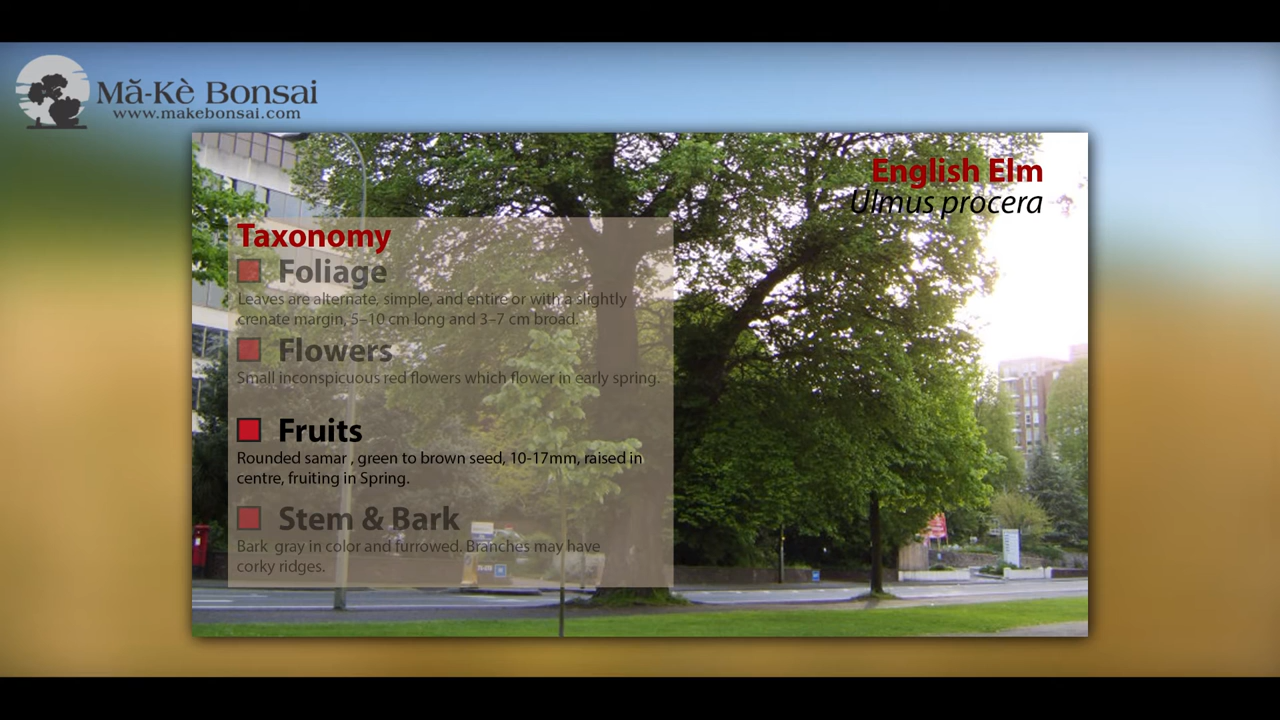 Mă-Kè Bonsai
www.makebonsai.com
English Elm
Ulmus procera
Taxonomy
Foliage
Leaves are alternate, simple, and entire or with a slightly
crenate margin, 5–10 cm long and 3–7 cm broad.
Flowers
Small inconspicuous red flowers which flower in early spring.
Fruits
Rounded samar , green to brown seed, 10-17mm, raised in
centre, fruiting in Spring.
Stem & Bark
Bark gray in color and furrowed. Branches may have
corky ridges.